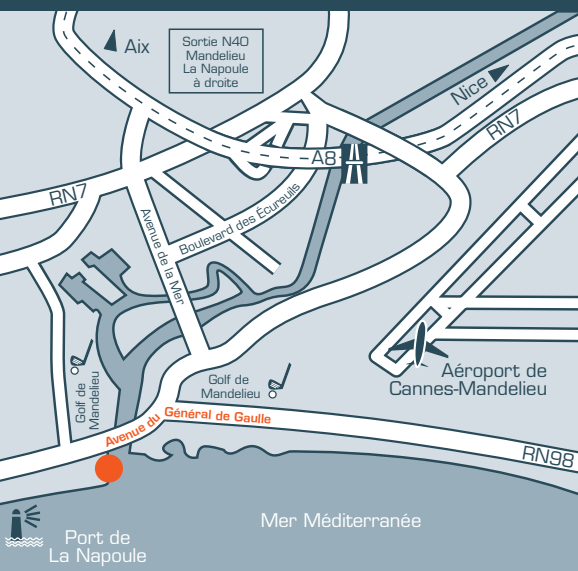 Aix
Sortie N40
Mandelieu
La Napoule
à droite
Nice
RN7
A8
RN7
Boulevard des Écureuils
Avenue de la Mer
Aéroport de
Cannes-Mandelieu
Golf de
Mandelieu
Golf de
Mandelieu
Avenue du Général de Gaulle
RN98
Mer Méditerranée
Port de
La Napoule